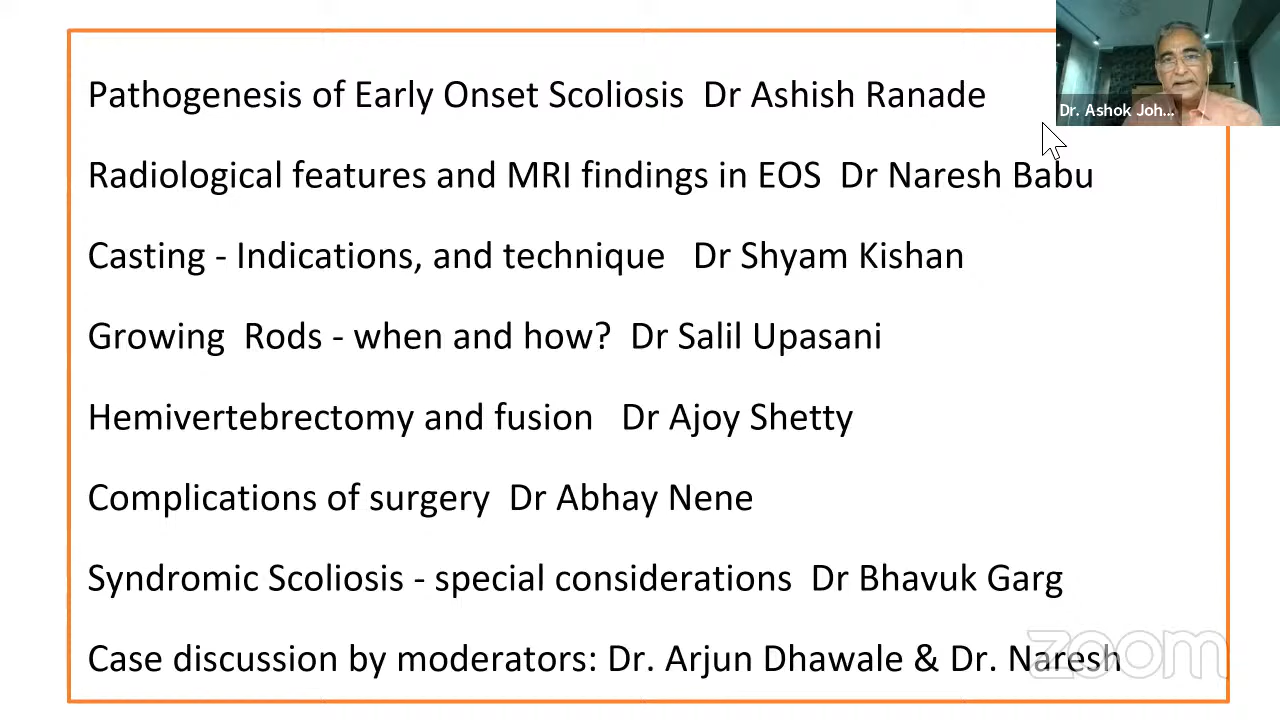 Pathogenesis of Early Onset Scoliosis Dr Ashish Ranade
Dr. Ashok Joh...
Radiological features and MRI findings in EOS Dr Naresh Babu
Casting - Indications, and technique Dr Shyam Kishan
Growing Rods - when and how? Dr Salil Upasani
Hemivertebrectomy and fusion Dr Ajoy Shetty
Complications of surgery Dr Abhay Nene
Syndromic Scoliosis - special considerations Dr Bhavuk Garg
Case discussion by moderators: Dr. Arjun Dhawale & Dr. Naresh
zoom